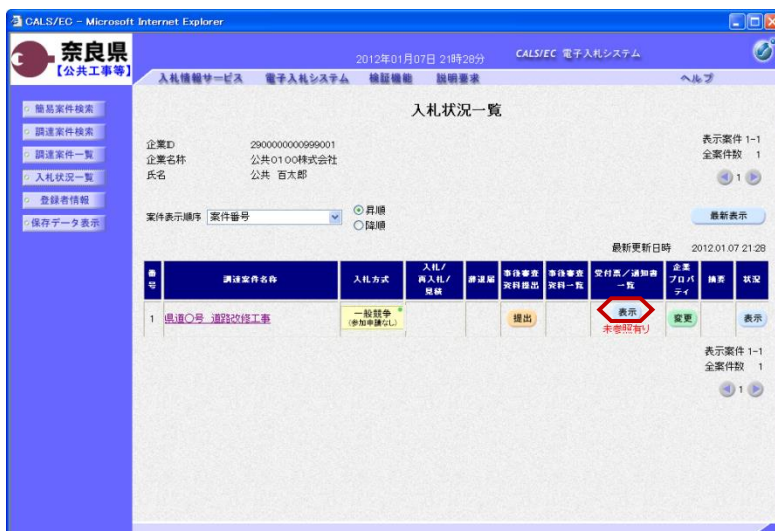 CALS/EC - Microsoft Internet Explorer
奈良県
【公共工事等】
2012年01月07日 21時28分
CALS/EC 電子入札システム
入札情報サービス 電子入札システム 検証機能 説明要求
ヘルプ
簡易案件検索
調達案件検索
調達案件一覧
入札状況一覧
登録者情報
保存データ表示
入札状況一覧
企業ID 2900000000999001
企業名称 公共0100株式会社
氏名 公共 百太郎
表示案件 1-1
全案件数 1
1
案件表示順序 案件番号
昇順
降順
最新表示
最新更新日時 2012.01.07 21:28
番号 調達案件名称 入札方式 入札/再入札/見積 辞退届 事後審査資料提出 事後審査資料一覧 受付票/通知書一覧 企業プロパティ 摘要 状況
1 県道〇号 道路改修工事 一般競争(参加申請なし) 提出 表示 未参照有り 変更 表示
表示案件 1-1
全案件数 1
1